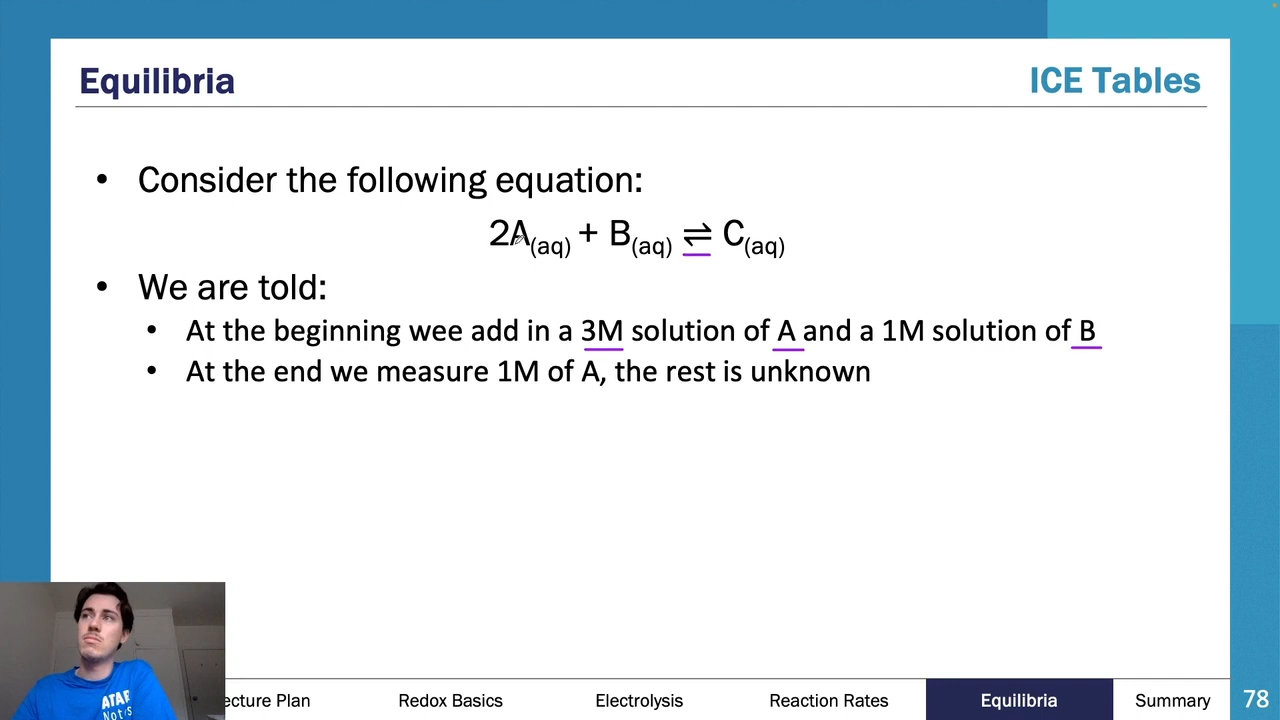 Equilibria
ICE Tables
• Consider the following equation:
2A(aq) + B(aq) ⇌ C(aq)
• We are told:
• At the beginning wee add in a 3M solution of A and a 1M solution of B
• At the end we measure 1M of A, the rest is unknown
ATAR
Notes
ecture Plan
Redox Basics
Electrolysis
Reaction Rates
Equilibria
Summary
78